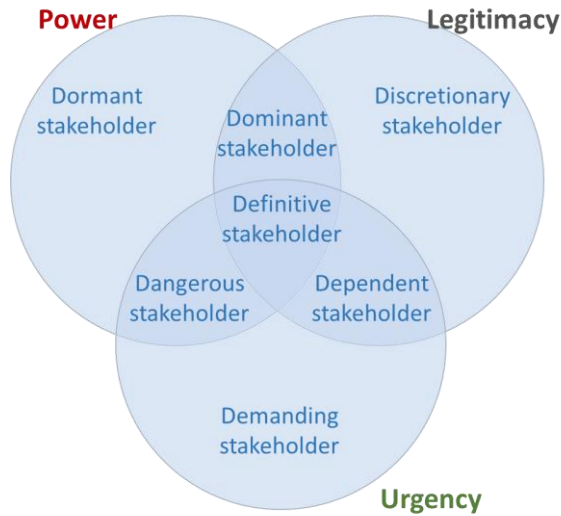 Power
Legitimacy
Dormant
stakeholder
Dominant
stakeholder
Discretionary
stakeholder
Definitive
stakeholder
Dangerous
stakeholder
Dependent
stakeholder
Demanding
stakeholder
Urgency